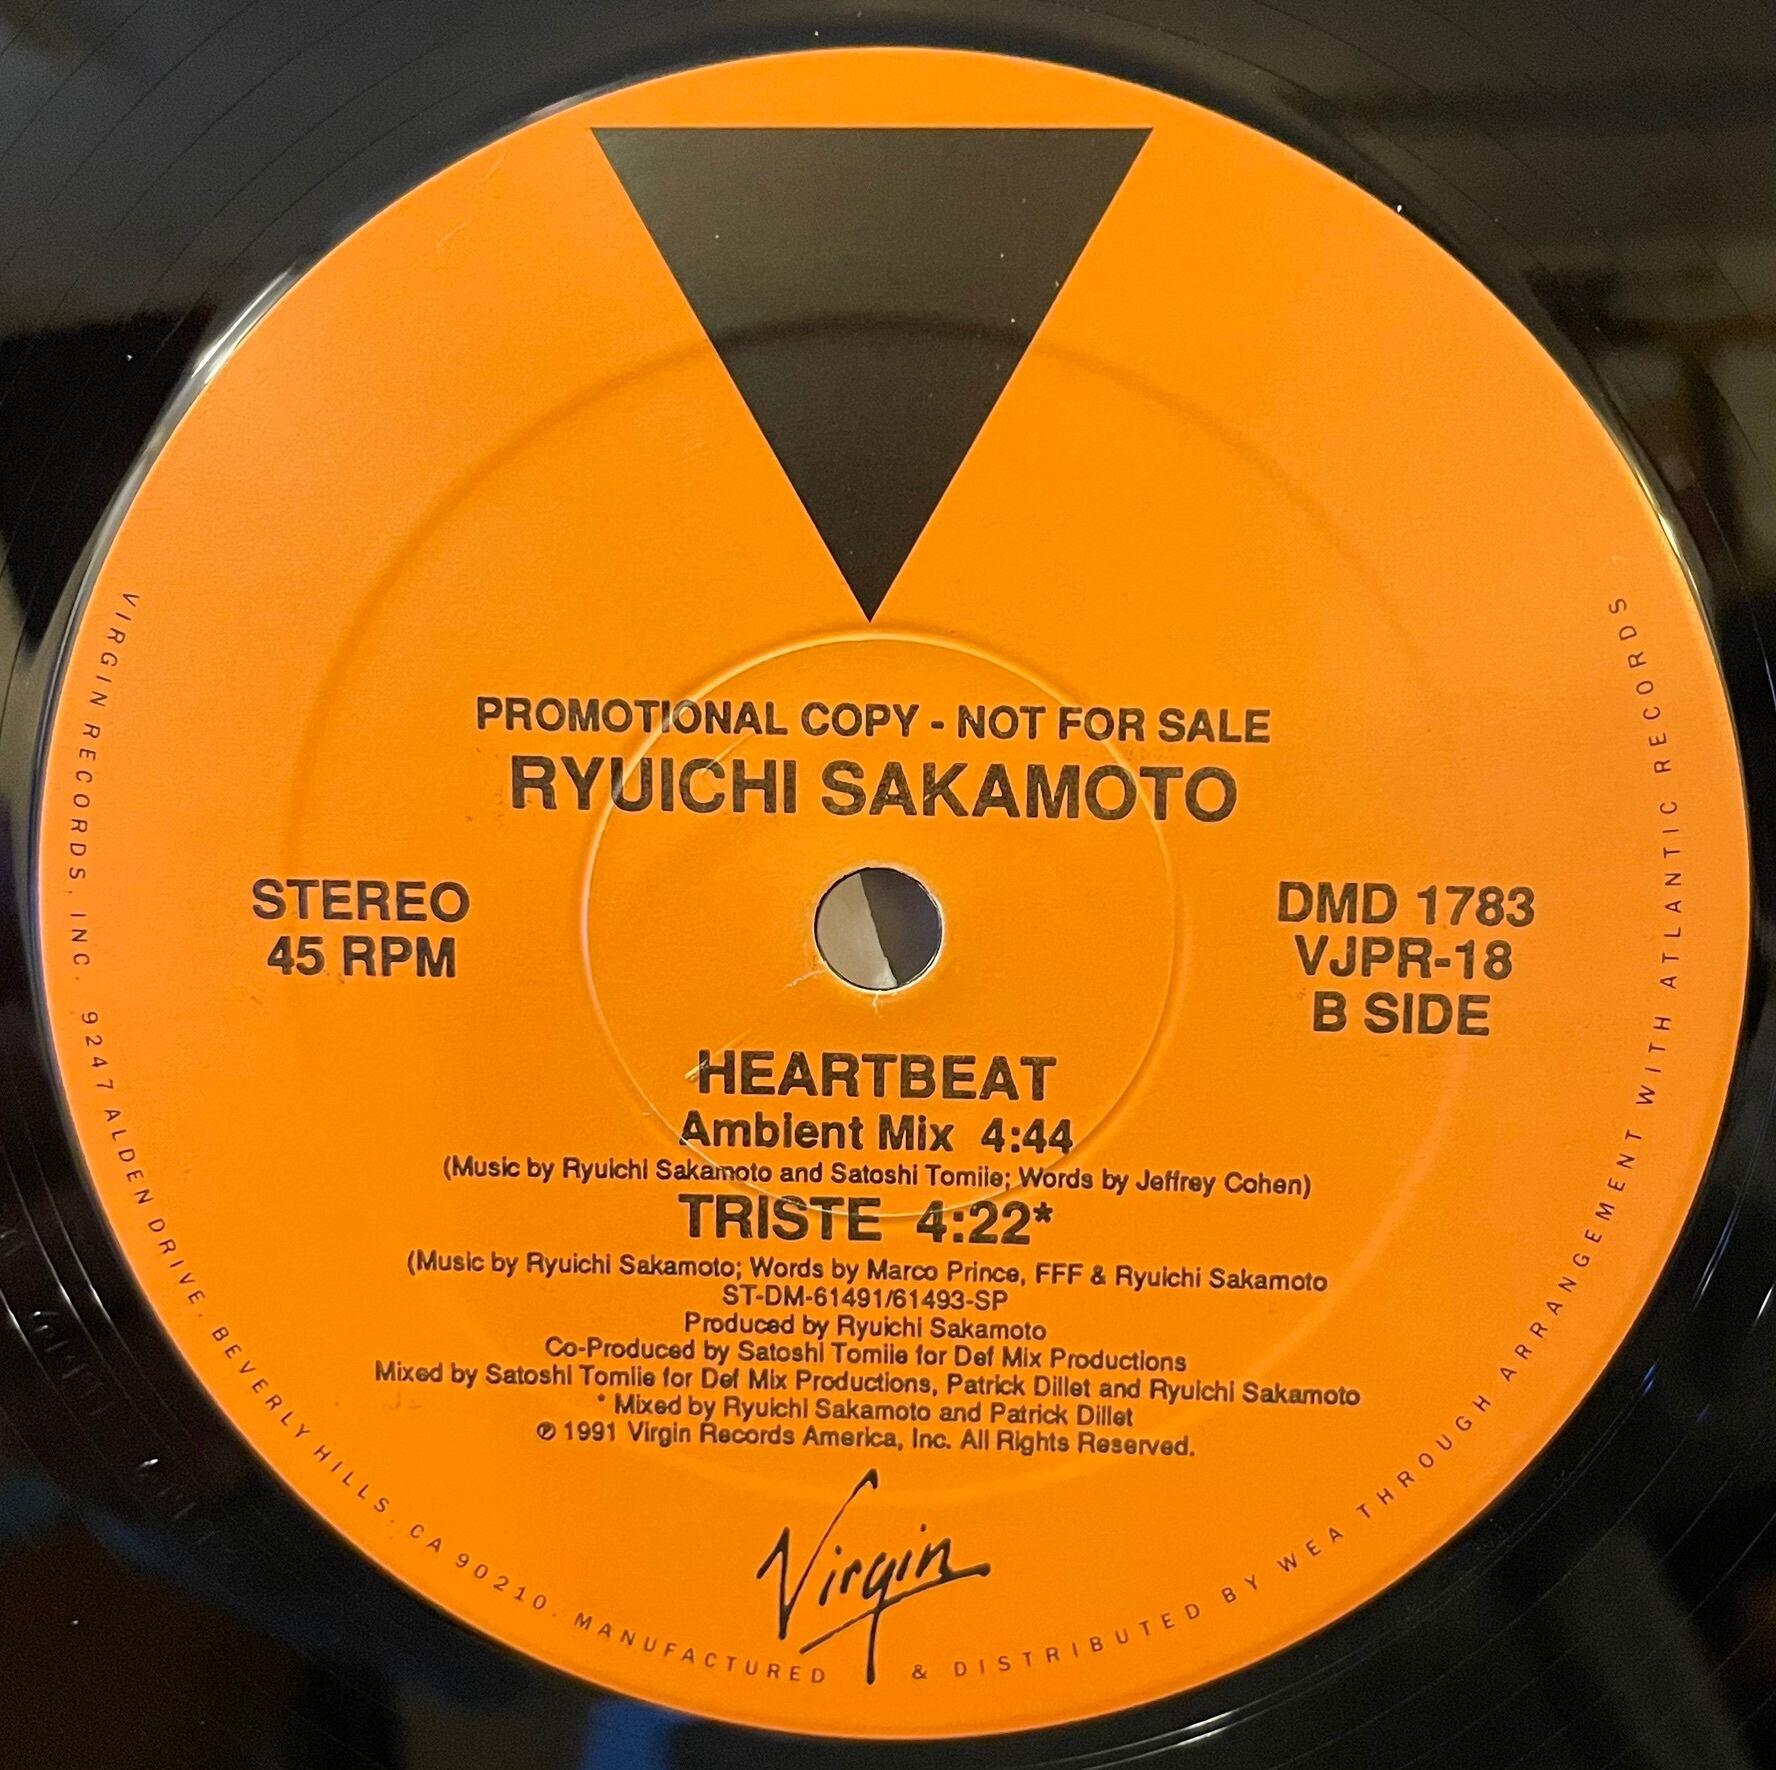 PROMOTIONAL COPY - NOT FOR SALE
RYUICHI SAKAMOTO
STEREO
45 RPM
DMD 1783
VJPR-18
B SIDE
HEARTBEAT
Ambient Mix 4:44
(Music by Ryuichi Sakamoto and Satoshi Tomiie; Words by Jeffrey Cohen)
TRISTE 4:22*
(Music by Ryuichi Sakamoto; Words by Marco Prince, FFF & Ryuichi Sakamoto
ST-DM-61491/61493-SP
Produced by Ryuichi Sakamoto
Co-Produced by Satoshi Tomiie for Def Mix Productions
Mixed by Satoshi Tomiie for Def Mix Productions, Patrick Dillet and Ryuichi Sakamoto
* Mixed by Ryuichi Sakamoto and Patrick Dillet
℗ 1991 Virgin Records America, Inc. All Rights Reserved.
Virgin
VIRGIN RECORDS, INC. 9247 ALDEN DRIVE, BEVERLY HILLS, CA 90210. MANUFACTURED & DISTRIBUTED BY WEA THROUGH ARRANGEMENT WITH ATLANTIC RECORDS